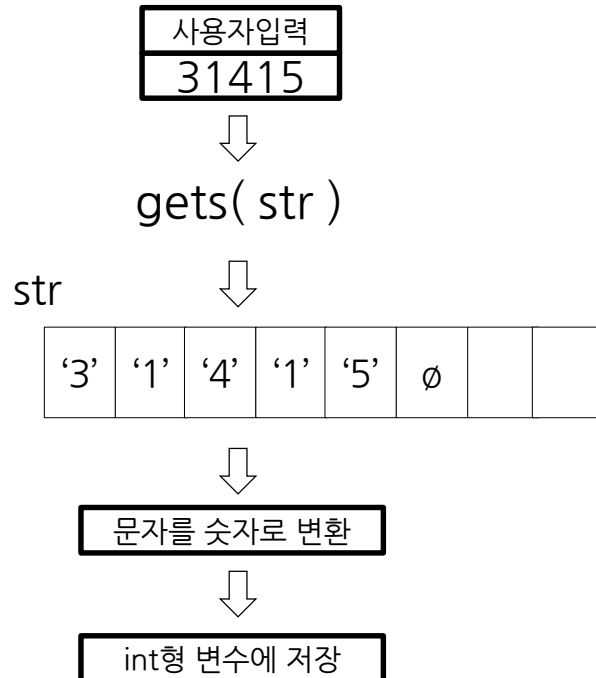 사용자입력
31415
gets( str )
str
‘3’ ‘1’ ‘4’ ‘1’ ‘5’ ø
문자를 숫자로 변환
int형 변수에 저장